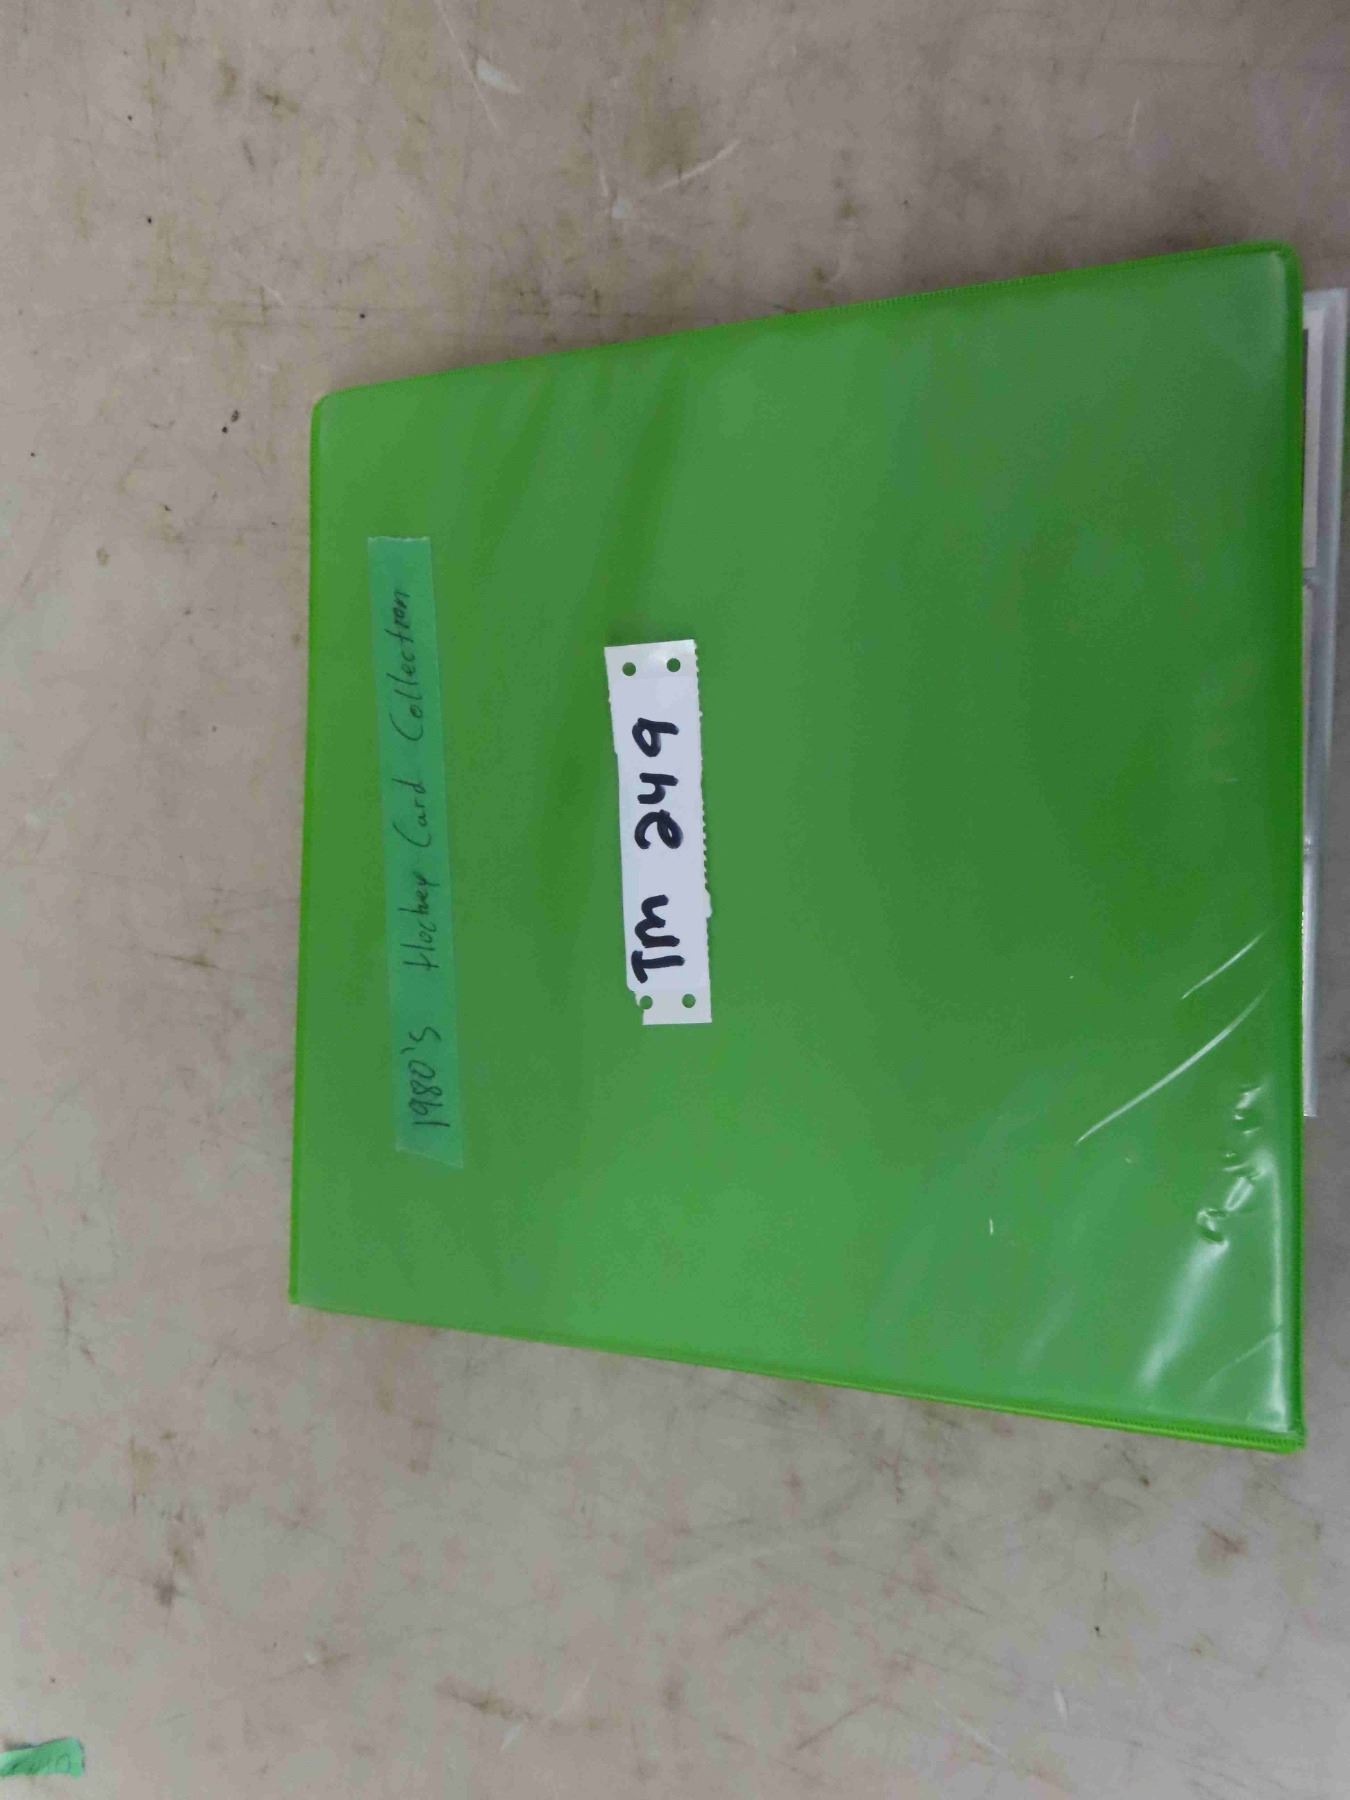 1980's Hockey Card Collection
Tm 249